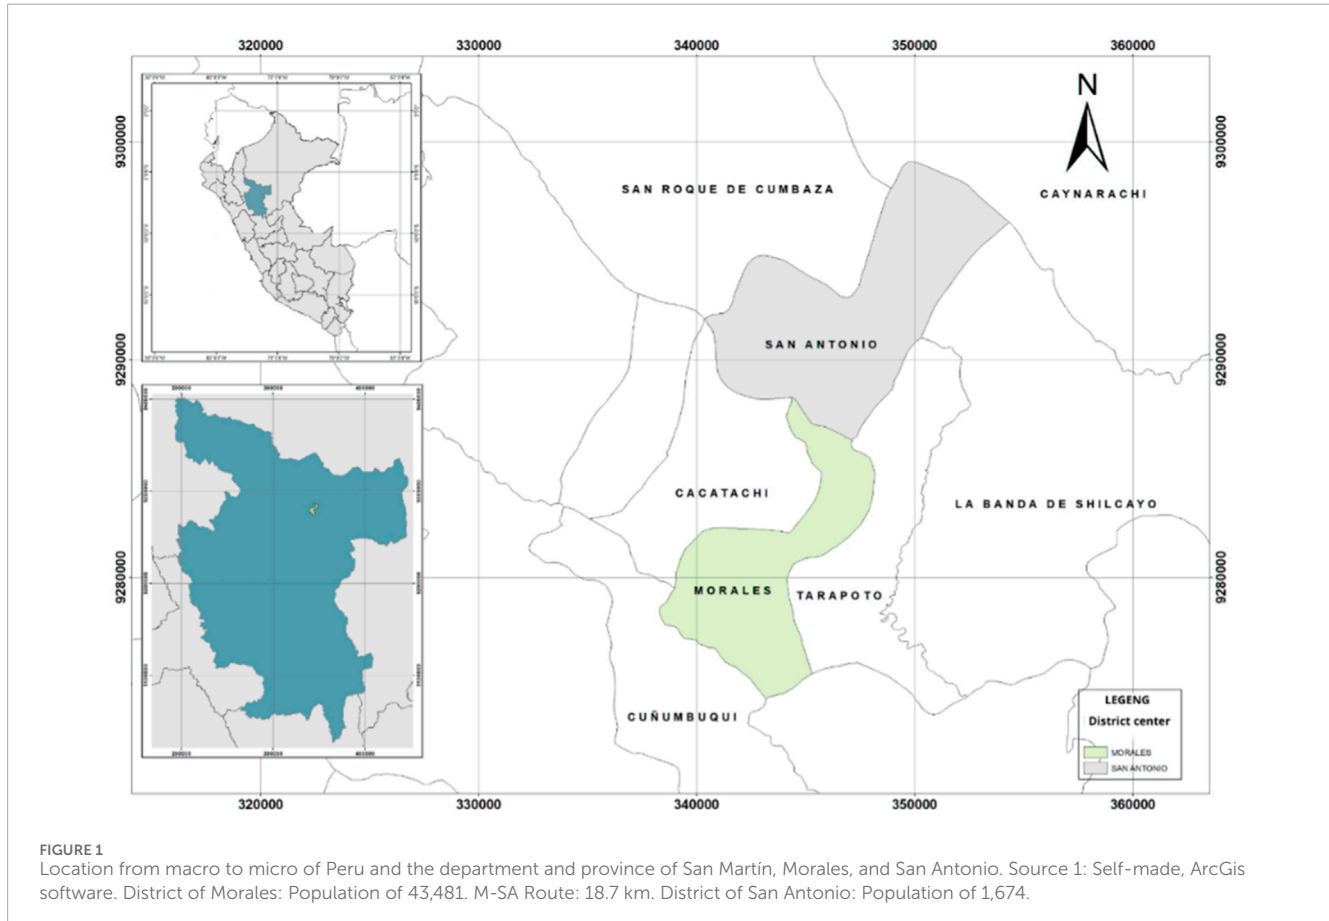 320000
330000
340000
350000
360000
N
9300000
9300000
SAN ROQUE DE CUMBAZA
CAYNARACHI
SAN ANTONIO
9290000
9290000
CACATACHI
LA BANDA DE SHILCAYO
9280000
9280000
MORALES
TARAPOTO
CUÑUMBUQUI
LEGENG
District center
MORALES
SAN ANTONIO
320000
330000
340000
350000
360000
FIGURE 1
Location from macro to micro of Peru and the department and province of San Martín, Morales, and San Antonio. Source 1: Self-made, ArcGis
software. District of Morales: Population of 43,481. M-SA Route: 18.7 km. District of San Antonio: Population of 1,674.